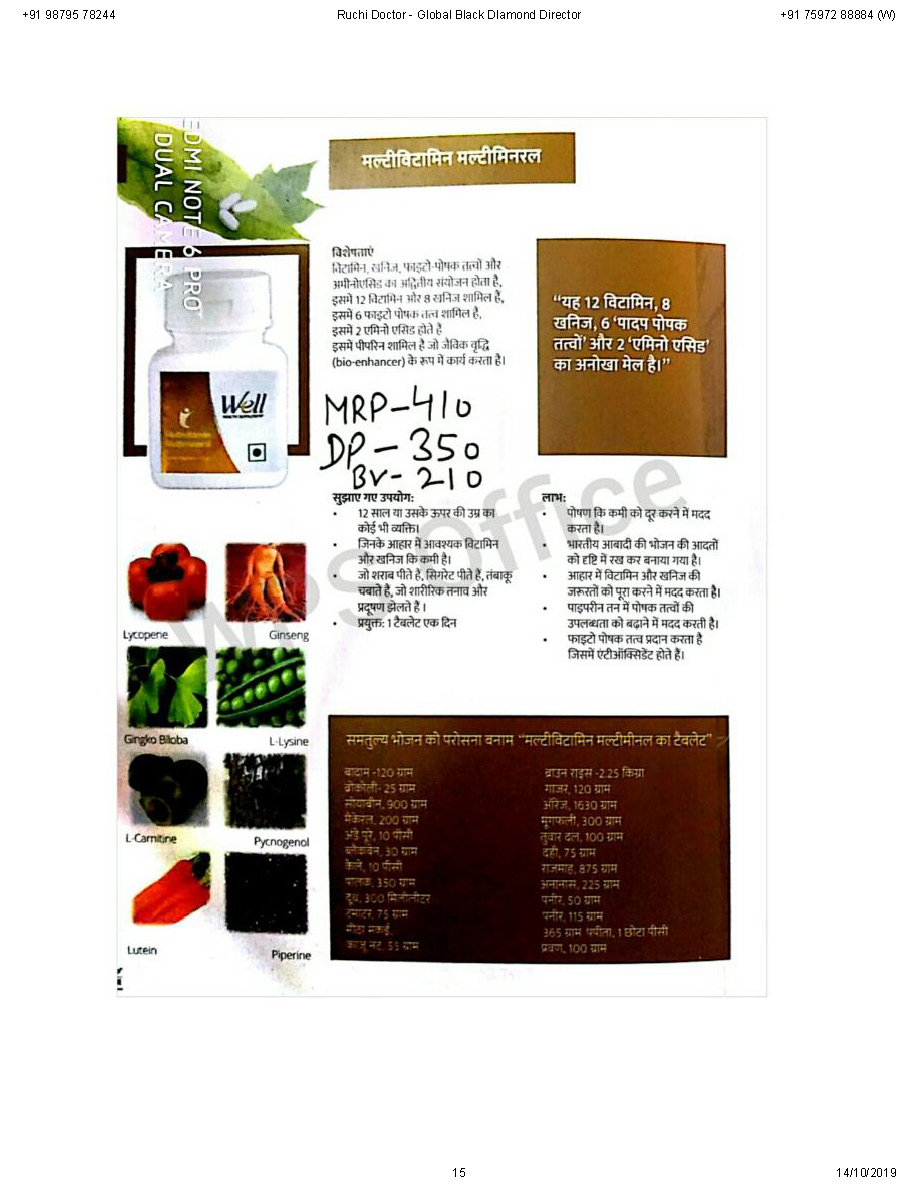 +91 98795 78244
Ruchi Doctor - Global Black DIamond Director
+91 75972 88884 (W)
EDMI NOTE 6 PRO
DUAL CAMERA
मल्टीविटामिन मल्टीमिनरल
विशेषताएं
विटामिन, खनिज, फाइटो-पोषक तत्वों और
अमीनोएसिड का अद्वितीय संयोजन होता है,
इसमें 12 विटामिन और 8 खनिज शामिल हैं,
इसमें 6 फाइटो पोषक तत्व शामिल है,
इसमें 2 एमिनो एसिड होते हैं
इसमें पीपरिन शामिल है जो जैविक वृद्धि
(bio-enhancer) के रूप में कार्य करता है।
“यह 12 विटामिन, 8
खनिज, 6 ‘पादप पोषक
तत्वों’ और 2 ‘एमिनो एसिड’
का अनोखा मेल है।”
Well
MRP-410
DP-350
BV-210
सुझाए गए उपयोग:
• 12 साल या उसके ऊपर की उम्र का
कोई भी व्यक्ति।
• जिनके आहार में आवश्यक विटामिन
और खनिज कि कमी है।
• जो शराब पीते है, सिगरेट पीते हैं, तंबाकू
चबाते हैं, जो शारीरिक तनाव और
प्रदूषण झेलते हैं ।
• प्रयुक्त: 1 टैबलेट एक दिन
लाभ:
• पोषण कि कमी को दूर करने में मदद
करता है।
• भारतीय आबादी की भोजन की आदतों
को दृष्टि में रख कर बनाया गया है।
• आहार में विटामिन और खनिज की
जरूरतों को पूरा करने में मदद करता है।
• पाइपरीन तन में पोषक तत्वों की
उपलब्धता को बढ़ाने में मदद करती है।
• फाइटो पोषक तत्व प्रदान करता है
जिसमें एंटीऑक्सिडेंट होते हैं।
WPS Office
Lycopene
Ginseng
Gingko Biloba
L-Lysine
L-Carnitine
Pycnogenol
Lutein
Piperine
समतुल्य भोजन को परोसना बनाम “मल्टीविटामिन मल्टीमीनल का टैबलेट”
बादाम -120 ग्राम
ब्रोकोली- 25 ग्राम
सोयाबीन, 900 ग्राम
मैकेरल, 200 ग्राम
अंडे पूरे, 10 पीसी
ब्लैकबेन, 30 ग्राम
केले, 10 पीसी
पालक, 350 ग्राम
दूध, 300 मिलीलीटर
टमाटर, 75 ग्राम
मीठा मकई,
काजू नट, 55 ग्राम
ब्राउन राइस -2.25 किग्रा
गाजर, 120 ग्राम
ऑरेंज, 1630 ग्राम
मूंगफली, 300 ग्राम
तुवार दल, 100 ग्राम
दही, 75 ग्राम
राजमाह, 875 ग्राम
अनानास, 225 ग्राम
पनीर, 50 ग्राम
पनीर, 115 ग्राम
365 ग्राम पपीता, 1 छोटा पीसी
100 ग्राम
15
14/10/2019